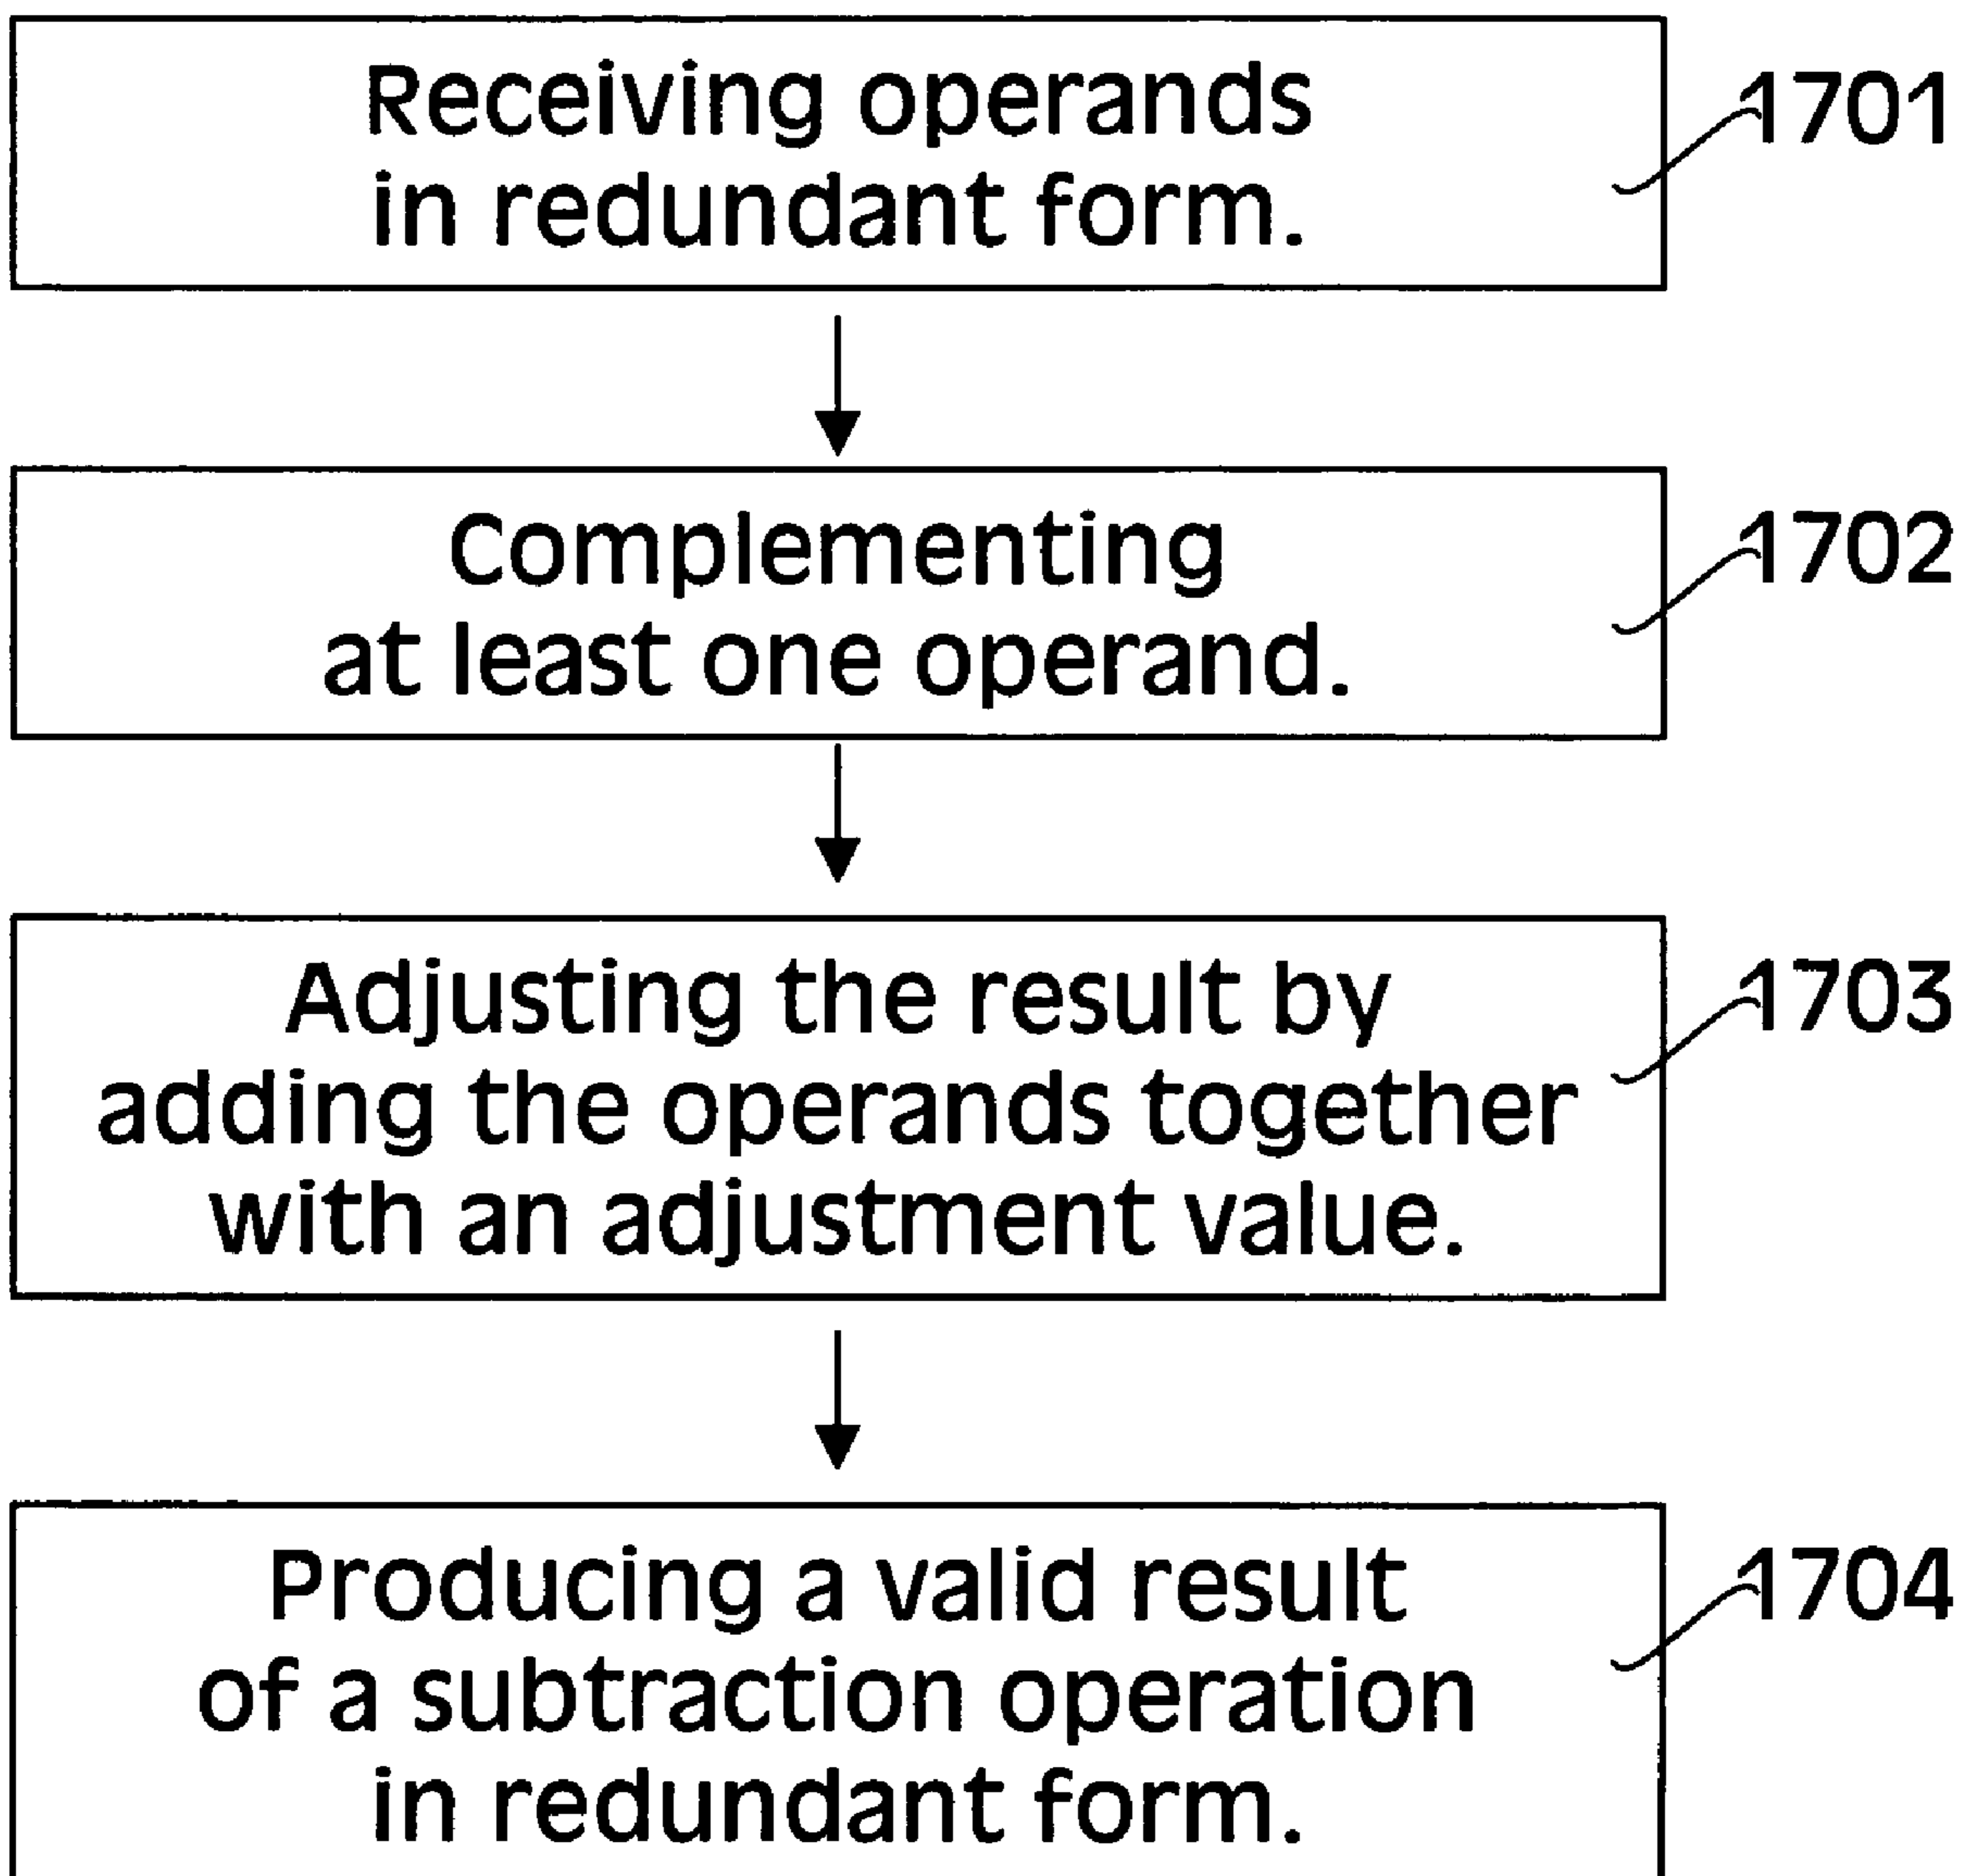 Receiving operands
in redundant form.
1701
Complementing
at least one operand.
1702
Adjusting the result by
adding the operands together
with an adjustment value.
1703
Producing a valid result
of a subtraction operation
in redundant form.
1704